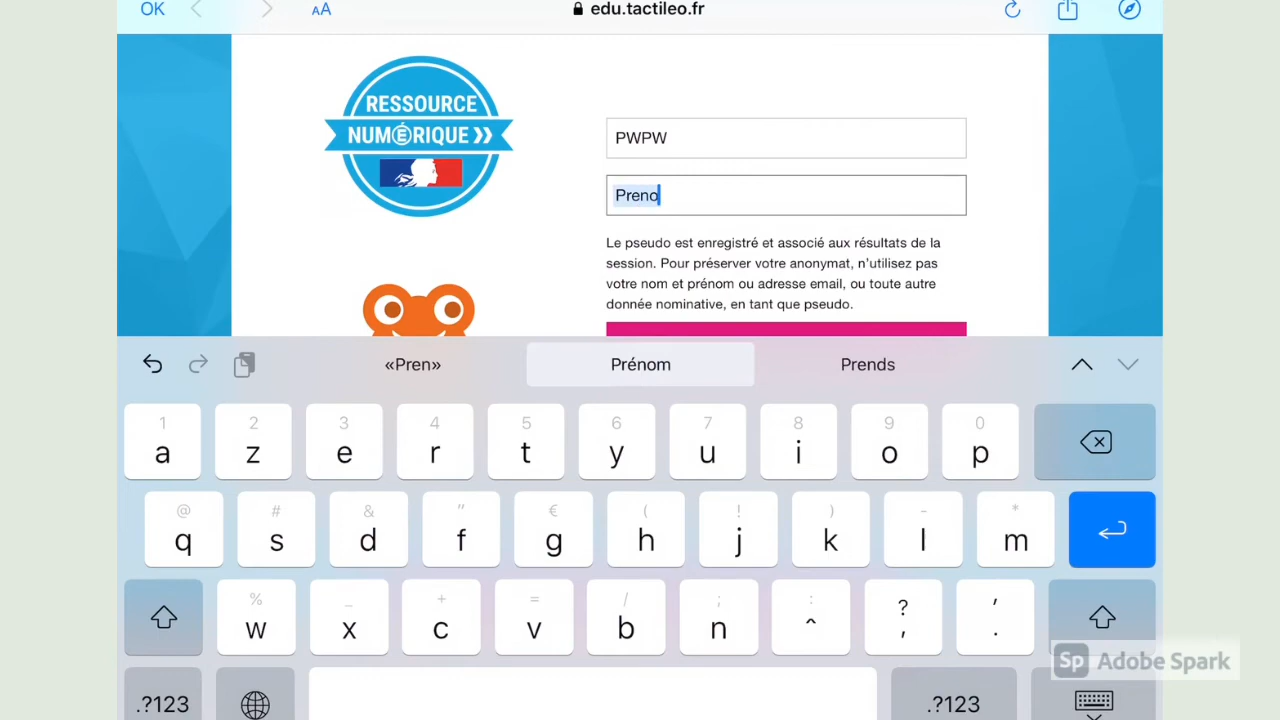 OK
AA
edu.tactileo.fr
RESSOURCE
NUMÉRIQUE
PWPW
Preno
Le pseudo est enregistré et associé aux résultats de la
session. Pour préserver votre anonymat, n'utilisez pas
votre nom et prénom ou adresse email, ou toute autre
donnée nominative, en tant que pseudo.
«Pren» Prénom Prends
1 2 3 4 5 6 7 8 9 0
a z e r t y u i o p
@ # & " € ( ! ) - *
q s d f g h j k l m
% _ + = / ; : ? '
w x c v b n ^ , .
Sp Adobe Spark
.?123 .?123